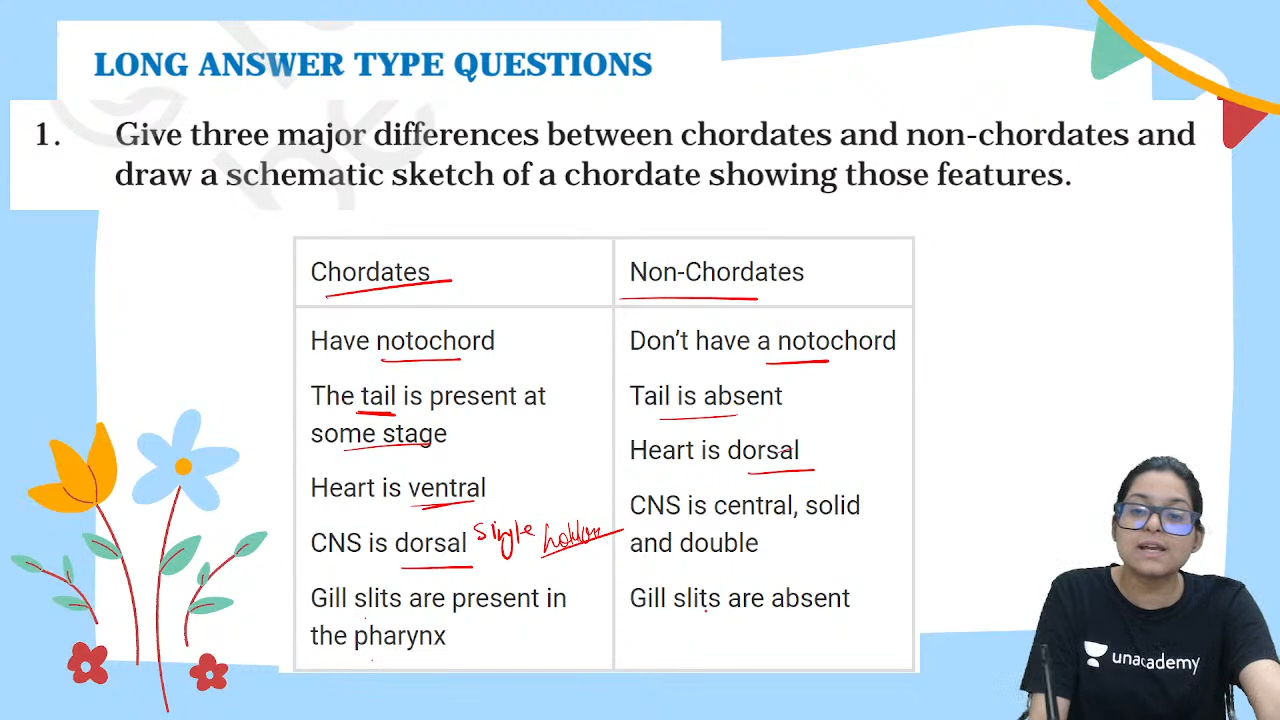 LONG ANSWER TYPE QUESTIONS
1. Give three major differences between chordates and non-chordates and
draw a schematic sketch of a chordate showing those features.
Chordates
Non-Chordates
Have notochord
The tail is present at
some stage
Heart is ventral
CNS is dorsal single hollow
Gill slits are present in
the pharynx
Don't have a notochord
Tail is absent
Heart is dorsal
CNS is central, solid
and double
Gill slits are absent
unacademy